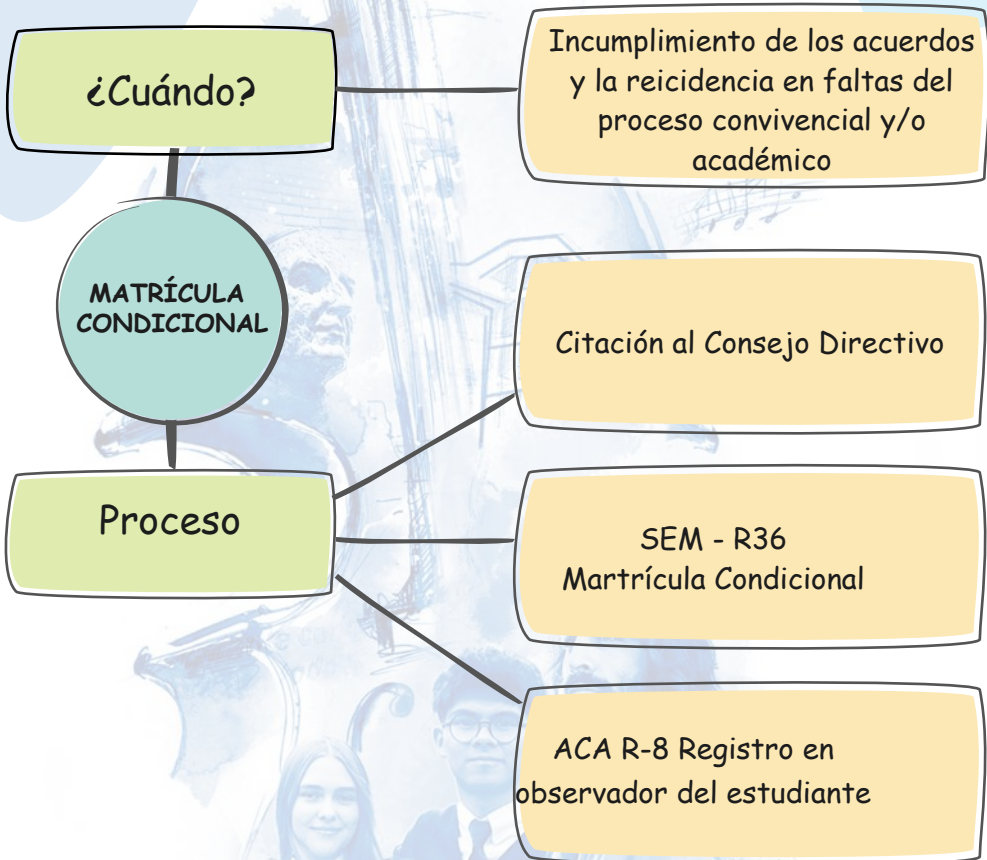 ¿Cuándo?
Incumplimiento de los acuerdos
y la reicidencia en faltas del
proceso convivencial y/o
académico
MATRÍCULA
CONDICIONAL
Citación al Consejo Directivo
Proceso
SEM - R36
Martrícula Condicional
ACA R-8 Registro en
observador del estudiante